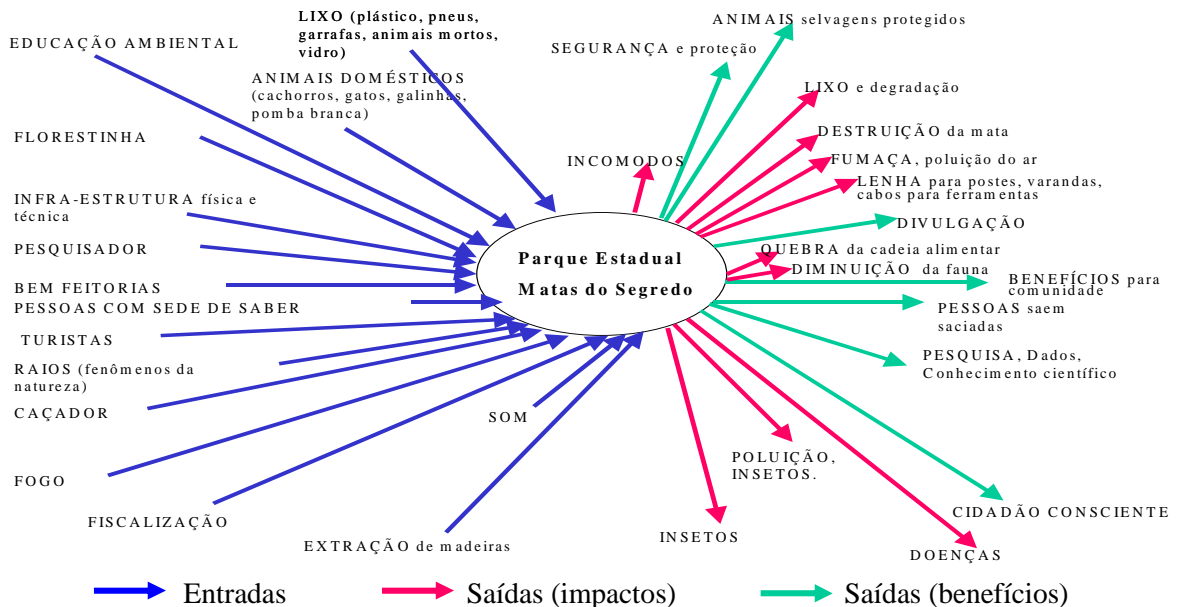 LIXO (plástico, pneus,
garrafas, animais mortos,
vidro)
EDUCAÇÃO AMBIENTAL
ANIMAIS DOMÉSTICOS
(cachorros, gatos, galinhas,
pomba branca)
FLORESTINHA
INFRA-ESTRUTURA física e
técnica
PESQUISADOR
BEM FEITORIAS
PESSOAS COM SEDE DE SABER
TURISTAS
RAIOS (fenômenos da
natureza)
CAÇADOR
FOGO
FISCALIZAÇÃO
EXTRAÇÃO de madeiras
SOM
Parque Estadual
Matas do Segredo
ANIMAIS selvagens protegidos
SEGURANÇA e proteção
LIXO e degradação
DESTRUIÇÃO da mata
INCOMODOS
FUMAÇA, poluição do ar
LENHA para postes, varandas,
cabos para ferramentas
DIVULGAÇÃO
QUEBRA da cadeia alimentar
DIMINUIÇÃO da fauna
BENEFÍCIOS para
comunidade
PESSOAS saem
saciadas
PESQUISA, Dados,
Conhecimento científico
POLUIÇÃO,
INSETOS.
CIDADÃO CONSCIENTE
INSETOS
DOENÇAS
Entradas
Saídas (impactos)
Saídas (benefícios)